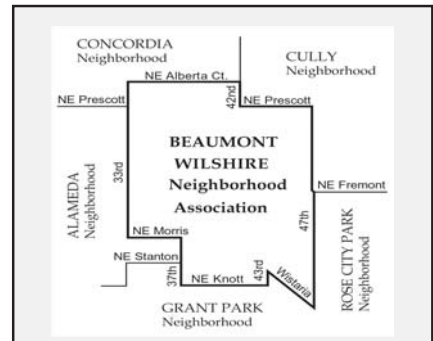 CONCORDIA
Neighborhood
CULLY
Neighborhood
NE Alberta Ct.
NE Prescott
42nd
NE Prescott
BEAUMONT
WILSHIRE
Neighborhood
Association
33rd
ALAMEDA
Neighborhood
NE Fremont
47th
ROSE CITY PARK
Neighborhood
NE Morris
NE Stanton
37th
NE Knott
43rd
Wistaria
GRANT PARK
Neighborhood